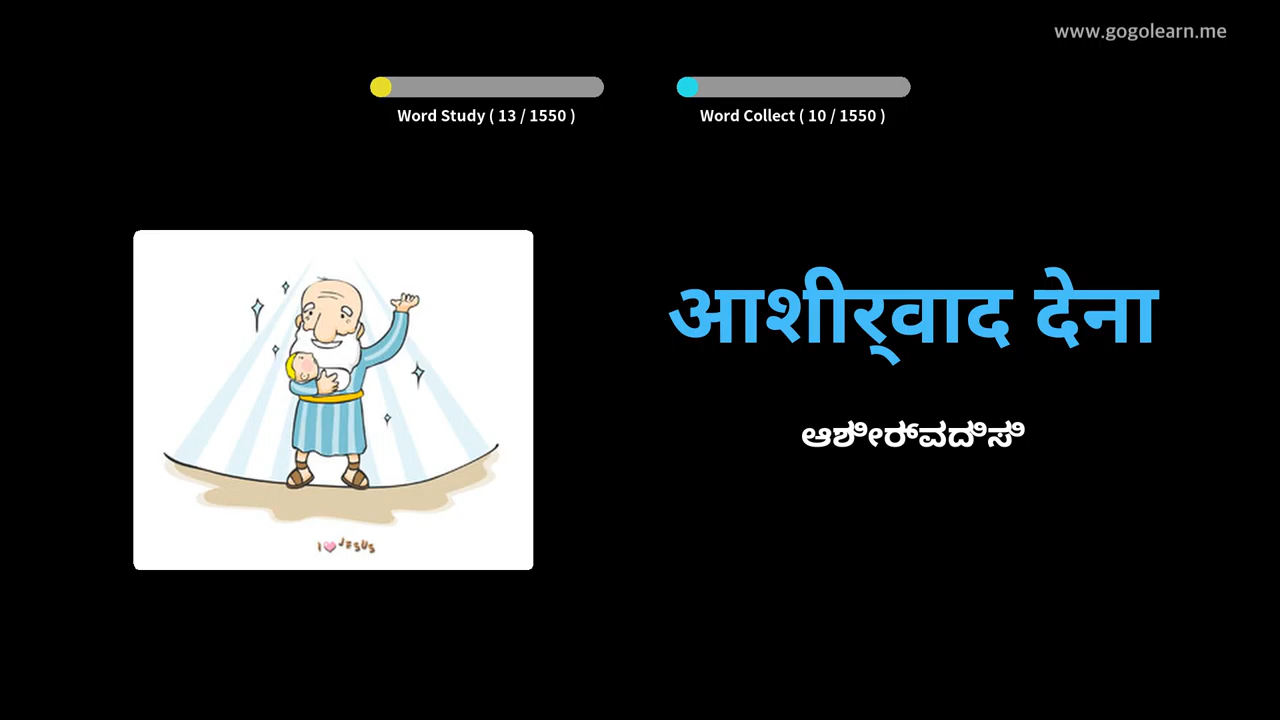 www.gogolearn.me
Word Study ( 13 / 1550 )
Word Collect ( 10 / 1550 )
आशीर्‌वाद देना
ಆಶೀರ್‌ವದಿಸಿ
I ♥ JESUS